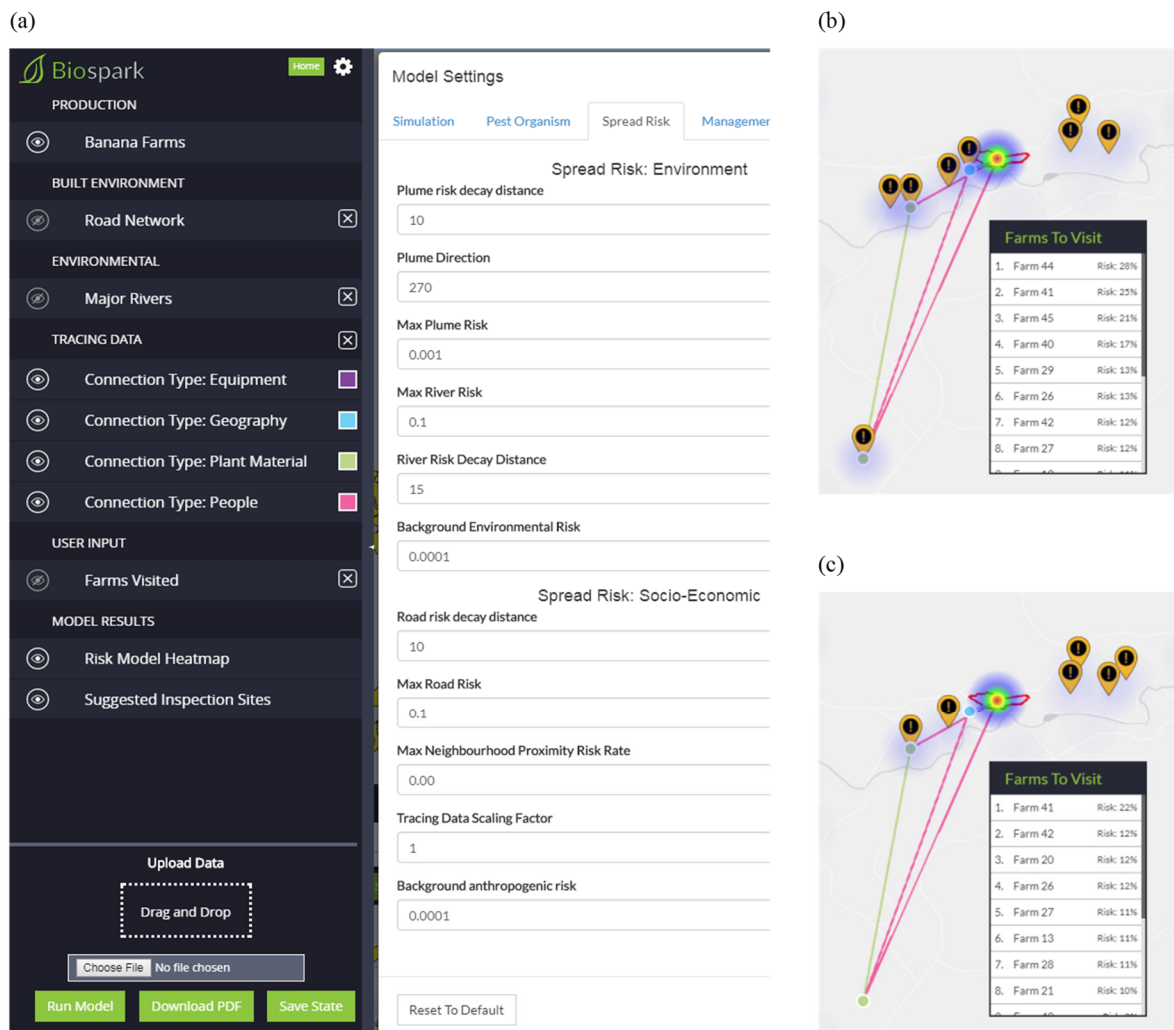 (a)
Biospark
Home
PRODUCTION
Banana Farms
BUILT ENVIRONMENT
Road Network
ENVIRONMENTAL
Major Rivers
TRACING DATA
Connection Type: Equipment
Connection Type: Geography
Connection Type: Plant Material
Connection Type: People
USER INPUT
Farms Visited
MODEL RESULTS
Risk Model Heatmap
Suggested Inspection Sites
Upload Data
Drag and Drop
Choose File No file chosen
Run Model Download PDF Save State
Model Settings
Simulation Pest Organism Spread Risk Managemer
Spread Risk: Environment
Plume risk decay distance
10
Plume Direction
270
Max Plume Risk
0.001
Max River Risk
0.1
River Risk Decay Distance
15
Background Environmental Risk
0.0001
Spread Risk: Socio-Economic
Road risk decay distance
10
Max Road Risk
0.1
Max Neighbourhood Proximity Risk Rate
0.00
Tracing Data Scaling Factor
1
Background anthropogenic risk
0.0001
Reset To Default
(b)
Farms To Visit
1. Farm 44 Risk: 28%
2. Farm 41 Risk: 25%
3. Farm 45 Risk: 21%
4. Farm 40 Risk: 17%
5. Farm 29 Risk: 13%
6. Farm 26 Risk: 13%
7. Farm 42 Risk: 12%
8. Farm 27 Risk: 12%
(c)
Farms To Visit
1. Farm 41 Risk: 22%
2. Farm 42 Risk: 12%
3. Farm 20 Risk: 12%
4. Farm 26 Risk: 12%
5. Farm 27 Risk: 11%
6. Farm 13 Risk: 11%
7. Farm 28 Risk: 11%
8. Farm 21 Risk: 10%